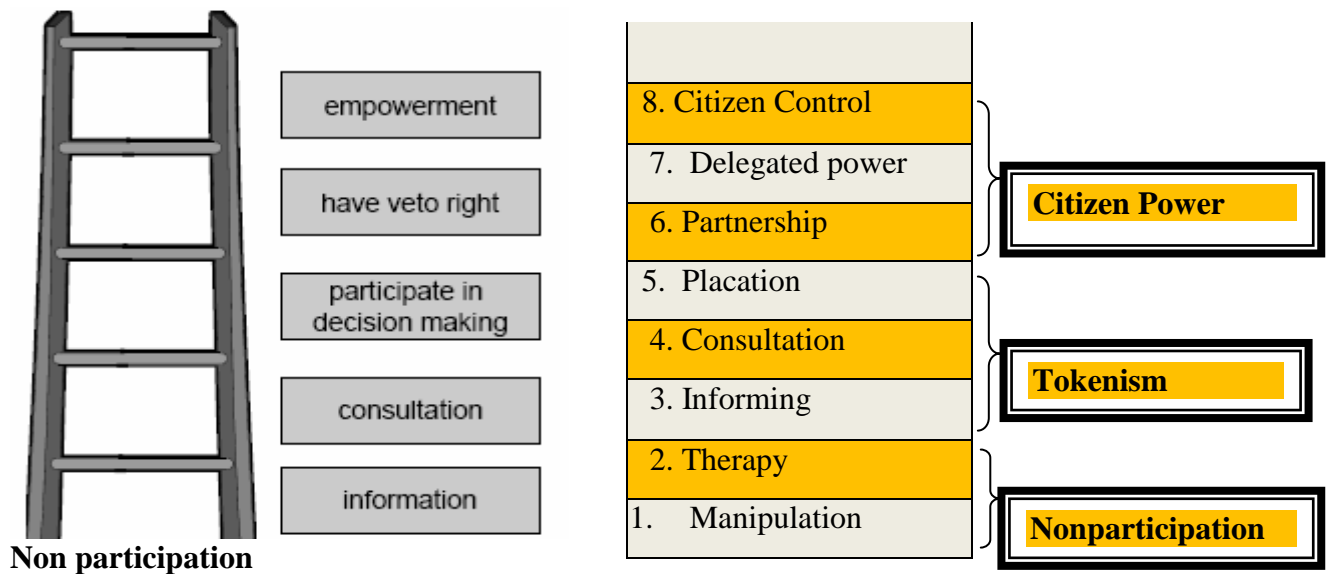 empowerment
have veto right
participate in
decision making
consultation
information
Non participation
8. Citizen Control
7. Delegated power
6. Partnership
5. Placation
4. Consultation
3. Informing
2. Therapy
1. Manipulation
Citizen Power
Tokenism
Nonparticipation